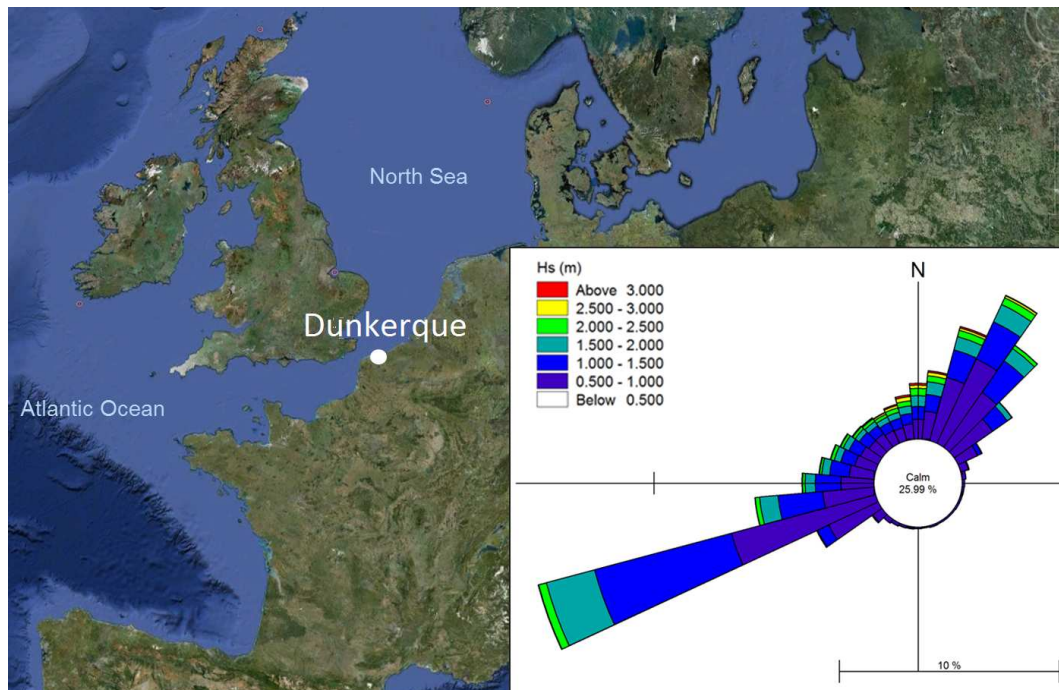 North Sea
Dunkerque
Atlantic Ocean
Hs (m)
Above 3.000
2.500 - 3.000
2.000 - 2.500
1.500 - 2.000
1.000 - 1.500
0.500 - 1.000
Below 0.500
N
Calm
25.99 %
10 %